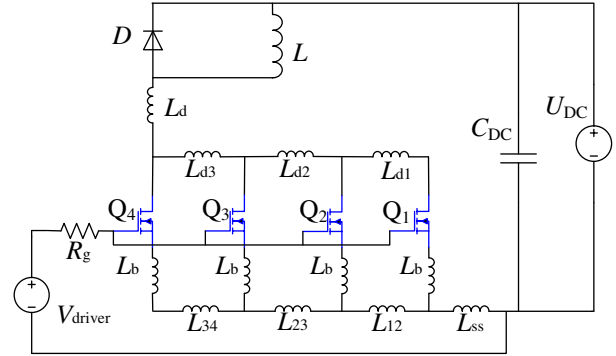 D
L
Ld
UDC
CDC
Ld3 Ld2 Ld1
Q4 Q3 Q2 Q1
Rg
Lb Lb Lb Lb
+
-
+
-
Vdriver
L34 L23 L12 Lss